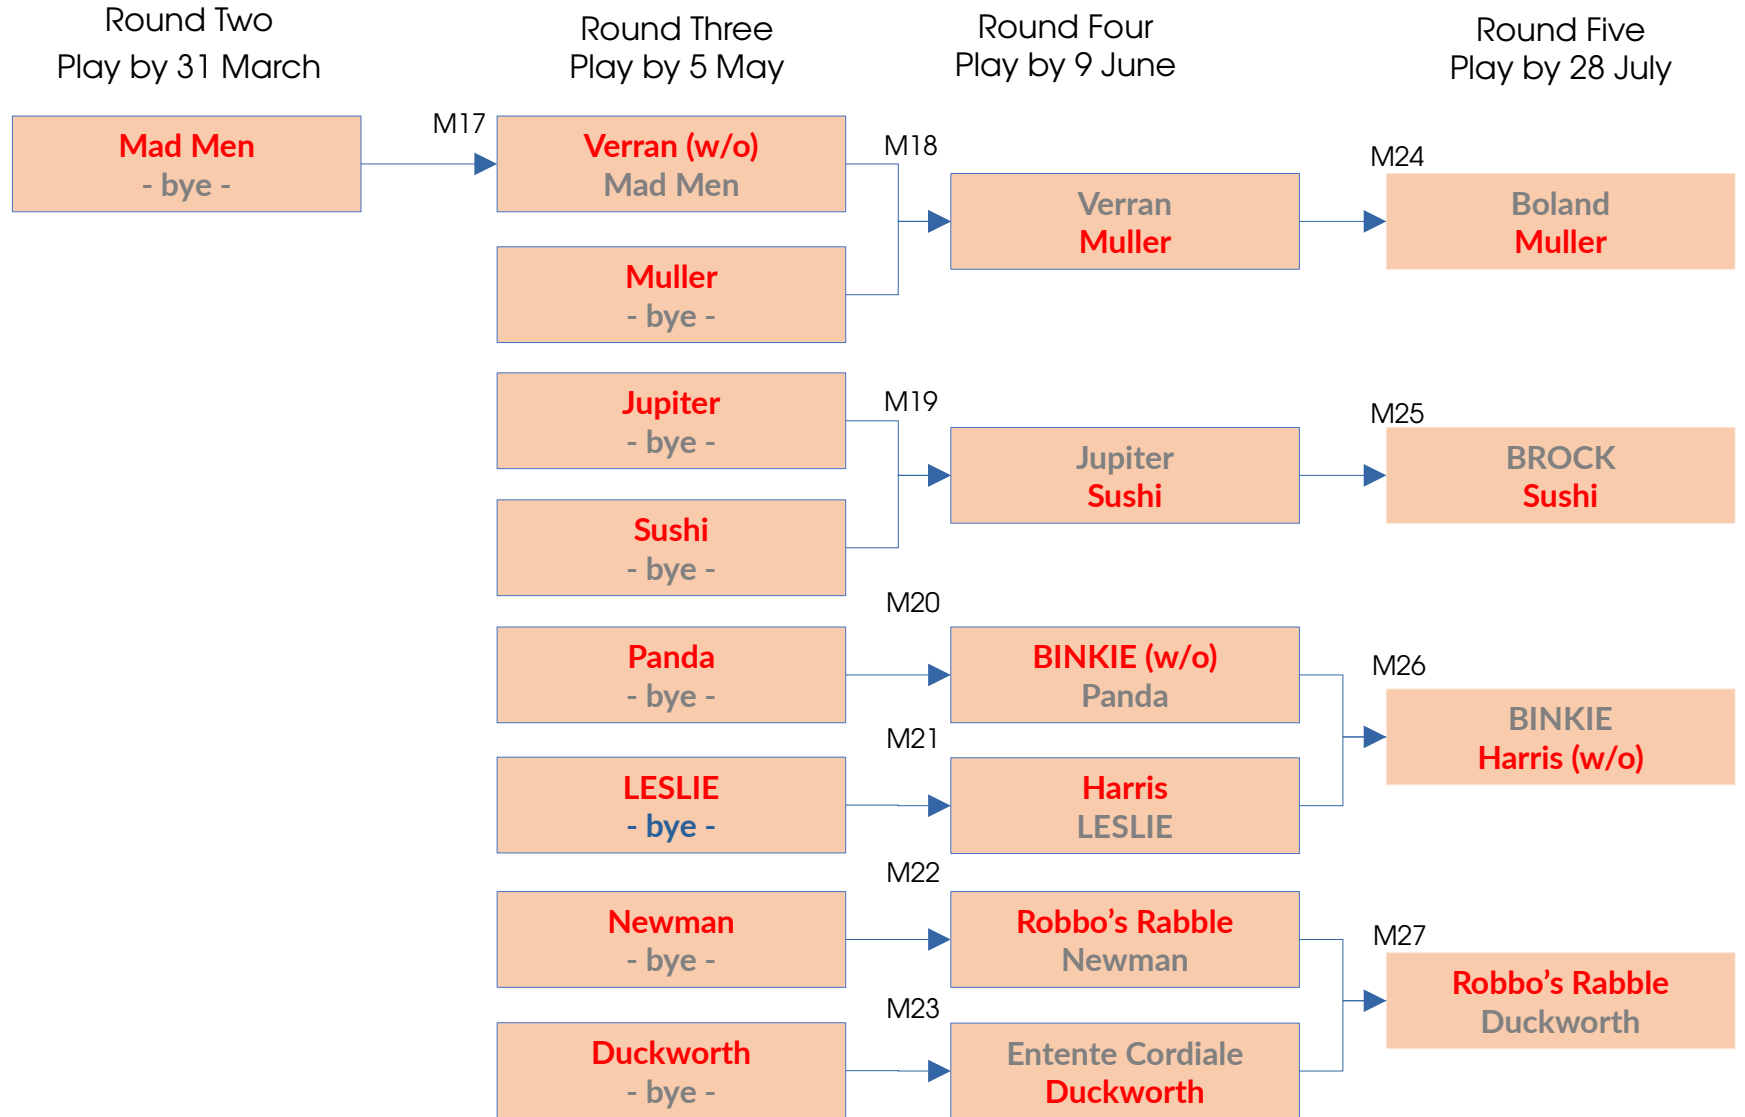 Round Two
Play by 31 March
Round Three
Play by 5 May
Round Four
Play by 9 June
Round Five
Play by 28 July
Mad Men
- bye -
M17
Verran (w/o)
Mad Men
Muller
- bye -
M18
Verran
Muller
M24
Boland
Muller
Jupiter
- bye -
Sushi
- bye -
M19
Jupiter
Sushi
M25
BROCK
Sushi
Panda
- bye -
M20
BINKIE (w/o)
Panda
LESLIE
- bye -
M21
Harris
LESLIE
M26
BINKIE
Harris (w/o)
Newman
- bye -
M22
Robbo’s Rabble
Newman
Duckworth
- bye -
M23
Entente Cordiale
Duckworth
M27
Robbo’s Rabble
Duckworth